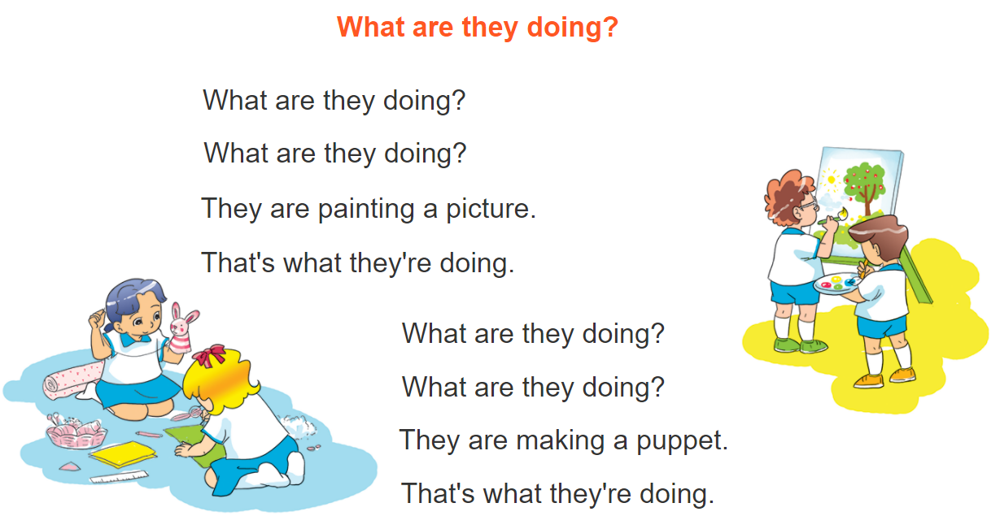 What are they doing?
What are they doing?
What are they doing?
They are painting a picture.
That's what they're doing.
What are they doing?
What are they doing?
They are making a puppet.
That's what they're doing.